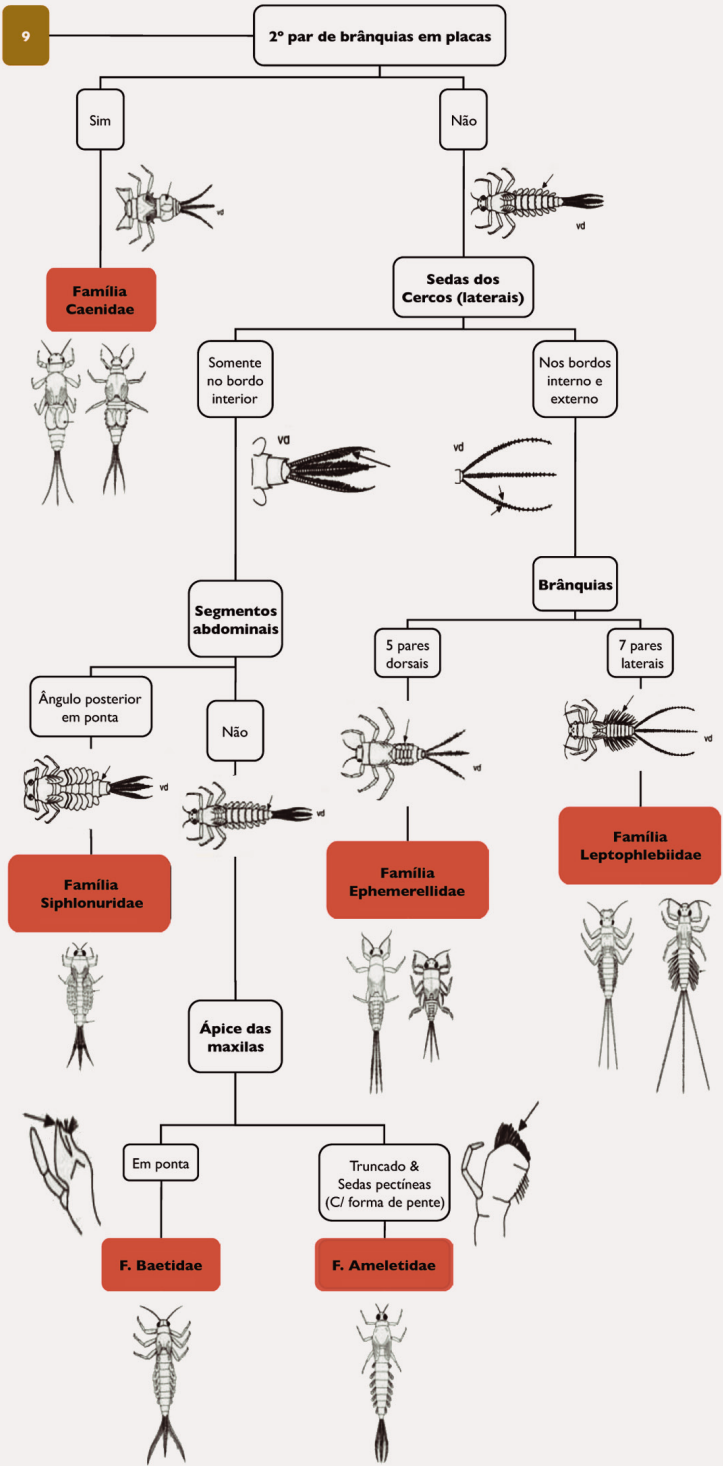 9
2º par de brânquias em placas
Sim
Não
vd
vd
Família
Caenidae
Sedas dos
Cercos (laterais)
Somente
no bordo
interior
Nos bordos
interno e
externo
va
vd
Segmentos
abdominais
Brânquias
5 pares
dorsais
7 pares
laterais
Ângulo posterior
em ponta
Não
vd
vd
vd
vd
Família
Siphlonuridae
Família
Ephemerellidae
Família
Leptophlebiidae
Ápice das
maxilas
Em ponta
Truncado &
Sedas pectíneas
(C/ forma de pente)
F. Baetidae
F. Ameletidae